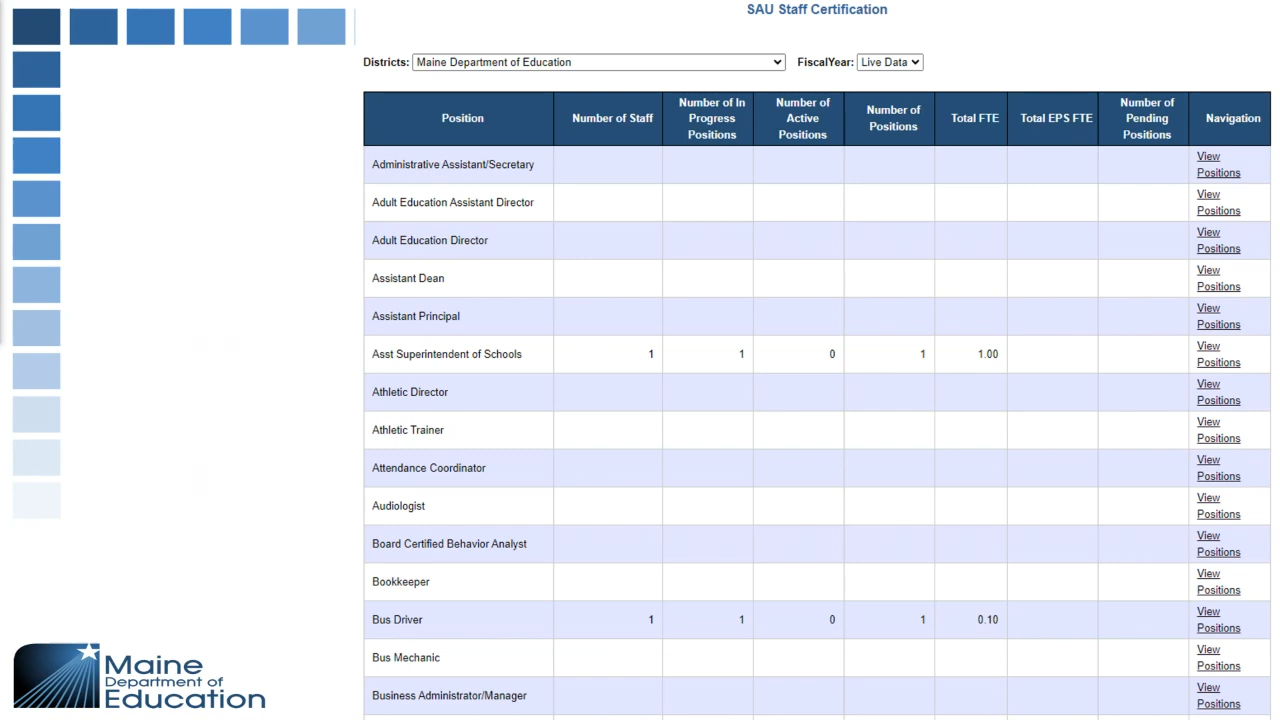 SAU Staff Certification
Districts: Maine Department of Education FiscalYear: Live Data
Position Number of Staff Number of In Progress Positions Number of Active Positions Number of Positions Total FTE Total EPS FTE Number of Pending Positions Navigation
Administrative Assistant/Secretary View Positions
Adult Education Assistant Director View Positions
Adult Education Director View Positions
Assistant Dean View Positions
Assistant Principal View Positions
Asst Superintendent of Schools 1 1 0 1 1.00 View Positions
Athletic Director View Positions
Athletic Trainer View Positions
Attendance Coordinator View Positions
Audiologist View Positions
Board Certified Behavior Analyst View Positions
Bookkeeper View Positions
Bus Driver 1 1 0 1 0.10 View Positions
Bus Mechanic View Positions
Business Administrator/Manager View Positions
Maine
Department of
Education